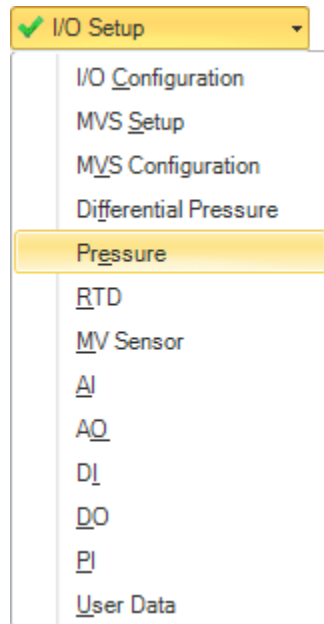 I/O Setup
I/O Configuration
MVS Setup
MVS Configuration
Differential Pressure
Pressure
RTD
MV Sensor
AI
AO
DI
DO
PI
User Data